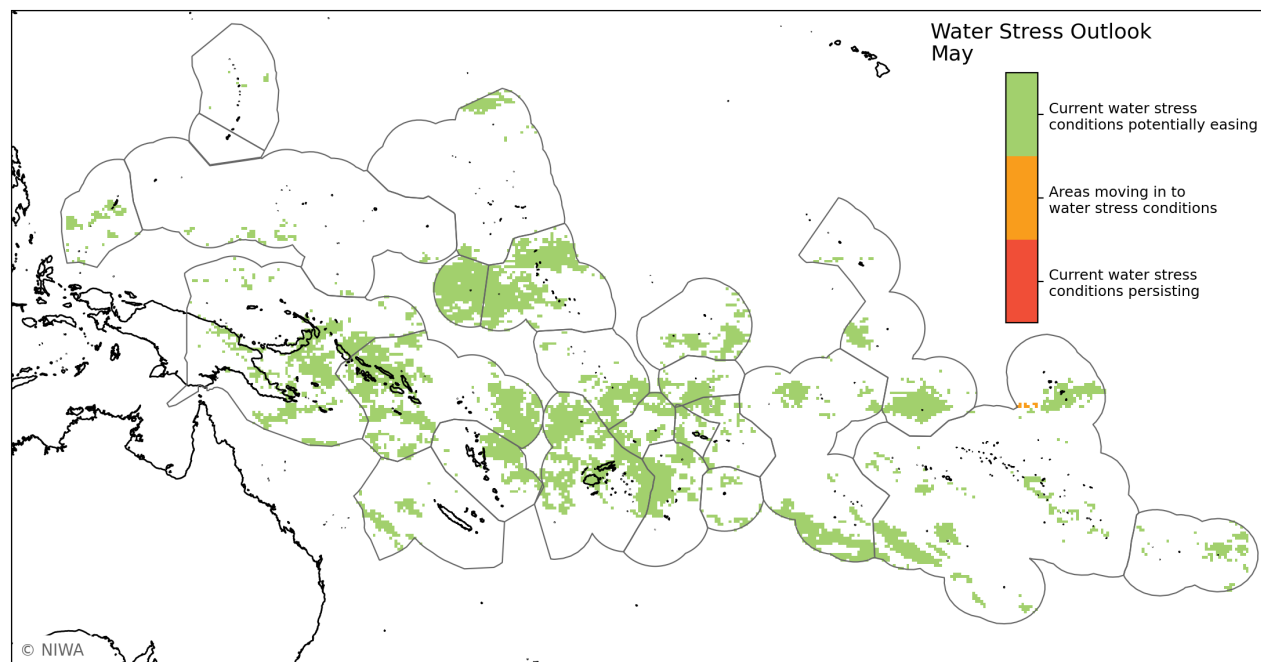 Water Stress Outlook
May
Current water stress
conditions potentially easing
Areas moving in to
water stress conditions
Current water stress
conditions persisting
© NIWA